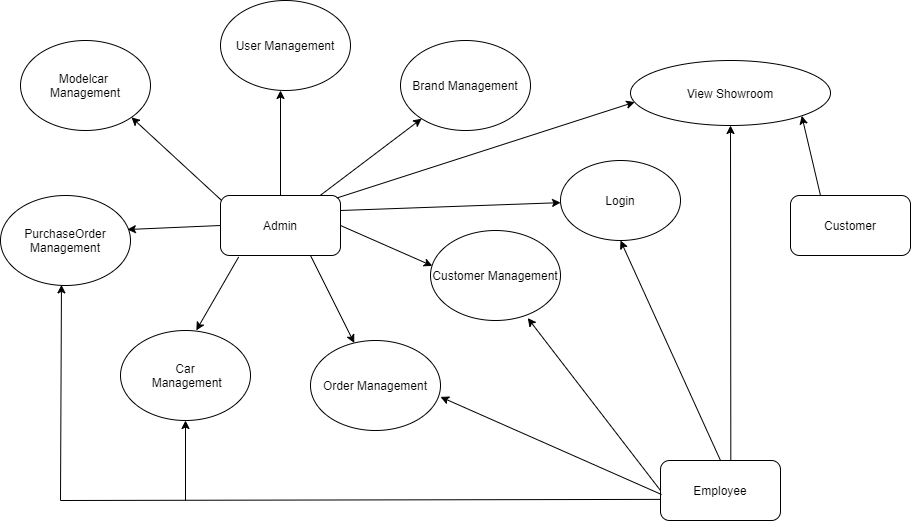 User Management
Modelcar
Management
Brand Management
View Showroom
Login
Admin
Customer
PurchaseOrder
Management
Customer Management
Car
Management
Order Management
Employee